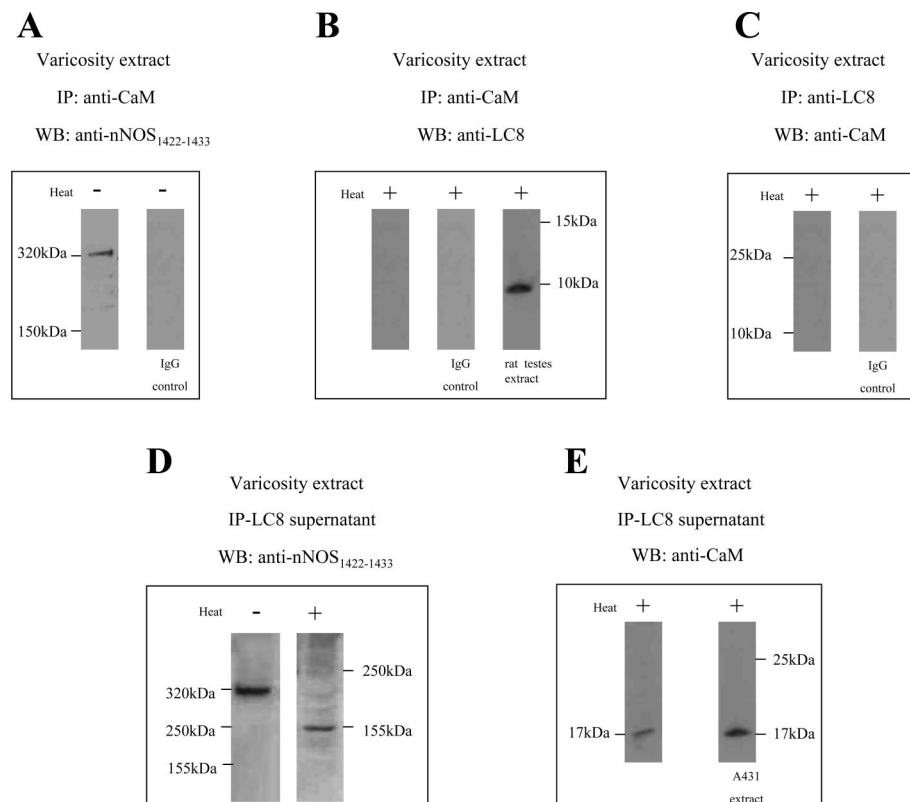 A
Varicosity extract
IP: anti-CaM
WB: anti-nNOS1422-1433
Heat - -
320kDa
150kDa
IgG
control
B
Varicosity extract
IP: anti-CaM
WB: anti-LC8
Heat + + +
15kDa
10kDa
IgG
control
rat testes
extract
C
Varicosity extract
IP: anti-LC8
WB: anti-CaM
Heat + +
25kDa
10kDa
IgG
control
D
Varicosity extract
IP-LC8 supernatant
WB: anti-nNOS1422-1433
Heat - +
320kDa
250kDa
155kDa
250kDa
155kDa
E
Varicosity extract
IP-LC8 supernatant
WB: anti-CaM
Heat + +
25kDa
17kDa
17kDa
A431
extract